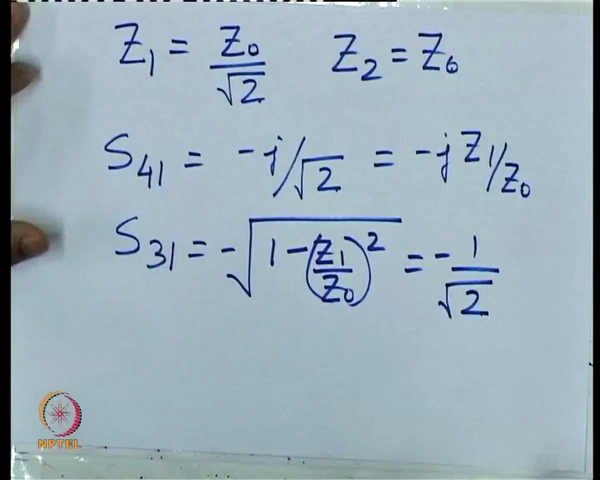 Z₁ = Z₀/√2   Z₂ = Z₀
S₄₁ = -j/√2 = -j Z₁/Z₀
S₃₁ = -√(1-(Z₁/Z₀)²) = -1/√2
NPTEL